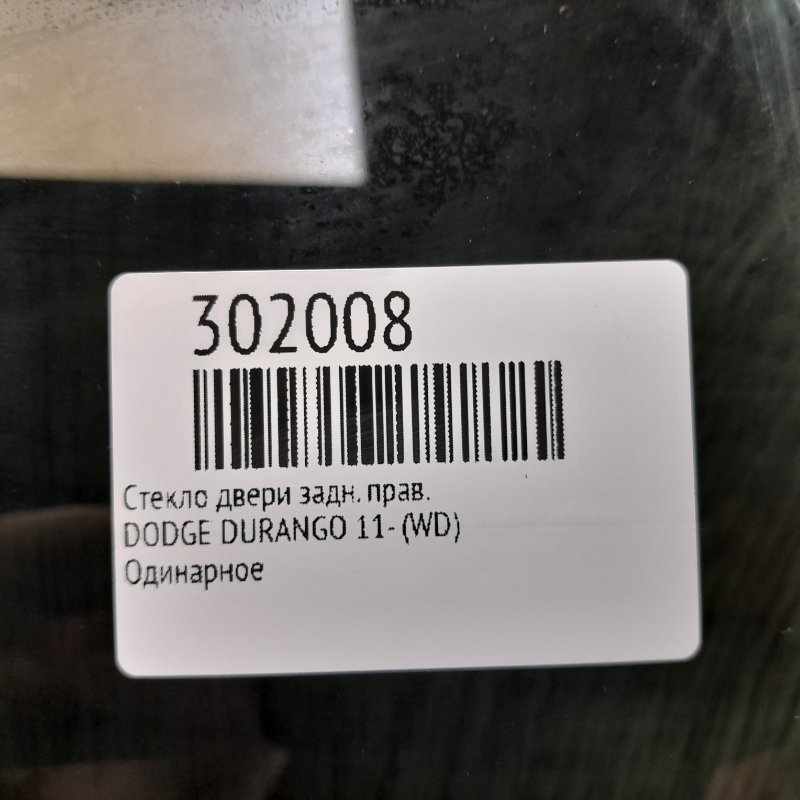 302008
Стекло двери задн. прав.
DODGE DURANGO 11- (WD)
Одинарное